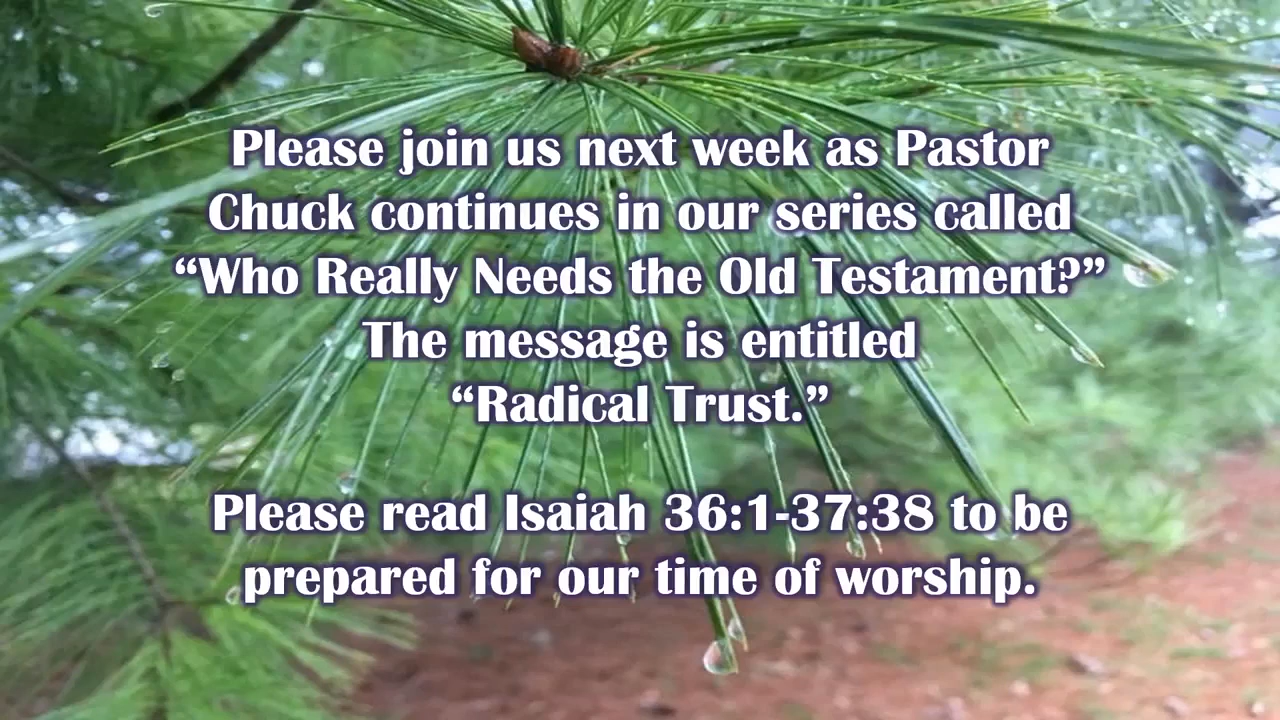 Please join us next week as Pastor
Chuck continues in our series called
“Who Really Needs the Old Testament?”
The message is entitled
“Radical Trust.”
Please read Isaiah 36:1-37:38 to be
prepared for our time of worship.